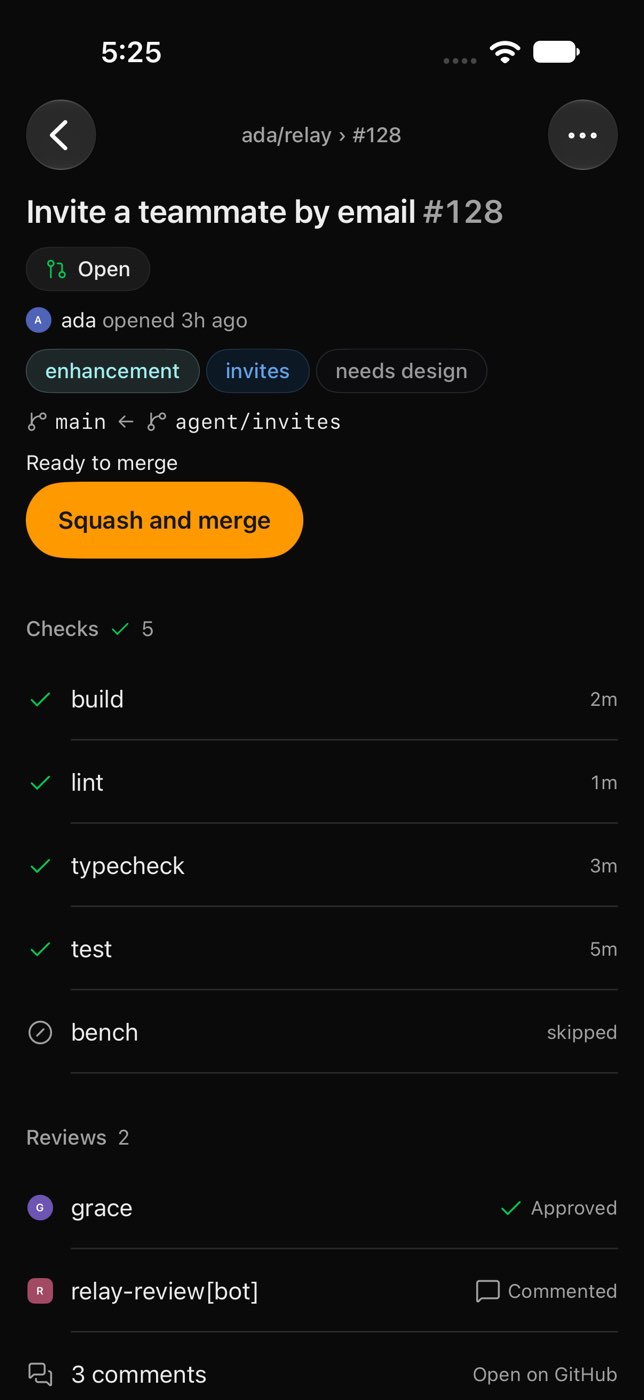 5:25
ada/relay › #128
Invite a teammate by email #128
Open
A ada opened 3h ago
enhancement invites needs design
main ← agent/invites
Ready to merge
Squash and merge
Checks 5
build 2m
lint 1m
typecheck 3m
test 5m
bench skipped
Reviews 2
G grace Approved
R relay-review[bot] Commented
3 comments Open on GitHub